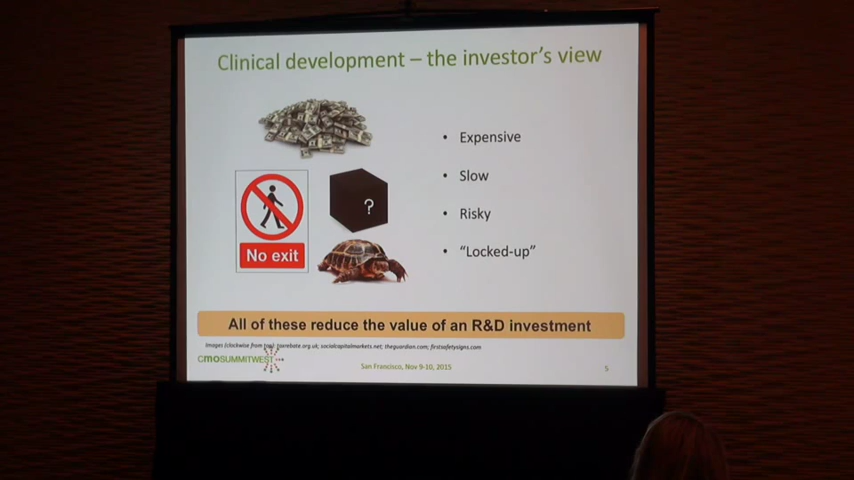 Clinical development – the investor's view
• Expensive
• Slow
• Risky
• "Locked-up"
?
No exit
All of these reduce the value of an R&D investment
Images (clockwise from top): taxrebate.org.uk; socialcapitalmarkets.net; theguardian.com; firstsafetysigns.com
CMOSUMMITWEST
San Francisco, Nov 9-10, 2015
5